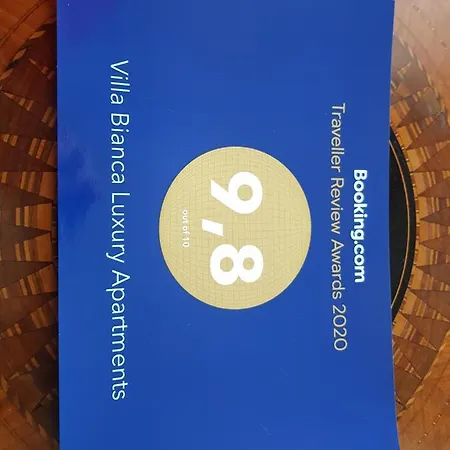 Booking.com
Traveller Review Awards 2020
9,8
out of 10
Villa Bianca Luxury Apartments